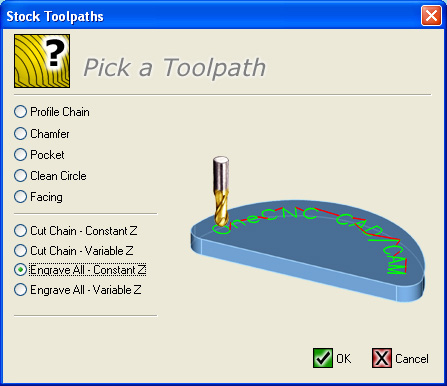 Stock Toolpaths
?
Pick a Toolpath
Profile Chain
Chamfer
Pocket
Clean Circle
Facing
Cut Chain - Constant Z
Cut Chain - Variable Z
Engrave All - Constant Z
Engrave All - Variable Z
OneCNC CAD/CAM
OK
Cancel